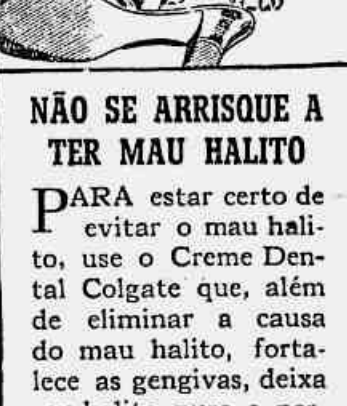 NÃO SE ARRISQUE A
TER MAU HALITO
PARA estar certo de
evitar o mau hali-
to, use o Creme Den-
tal Colgate que, além
de eliminar a causa
do mau halito, forta-
lece as gengivas, deixa